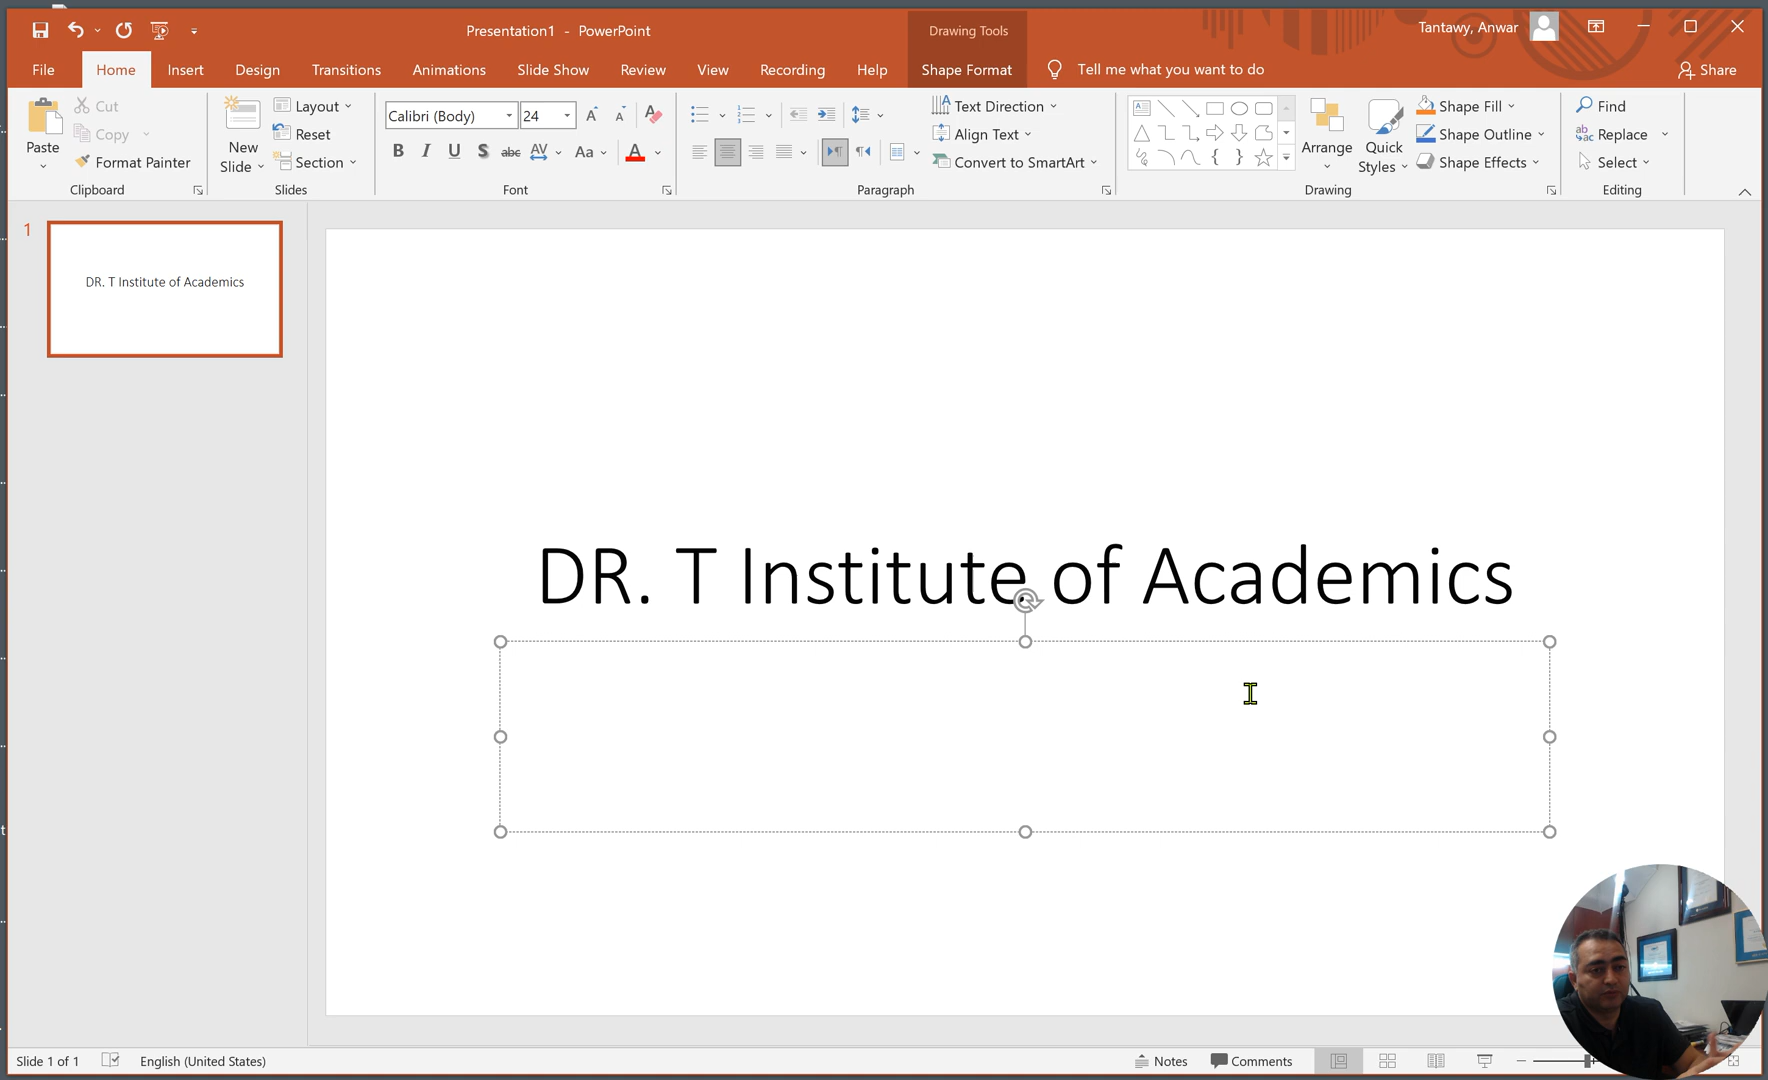 Presentation1 - PowerPoint
Drawing Tools
Tantawy, Anwar
File
Home
Insert
Design
Transitions
Animations
Slide Show
Review
View
Recording
Help
Shape Format
Tell me what you want to do
Share
Paste
Cut
Copy
Format Painter
Clipboard
New
Slide
Layout
Reset
Section
Slides
Calibri (Body)
24
Font
Text Direction
Align Text
Convert to SmartArt
Paragraph
Arrange
Quick
Styles
Shape Fill
Shape Outline
Shape Effects
Drawing
Find
Replace
Select
Editing
1
DR. T Institute of Academics
DR. T Institute of Academics
Slide 1 of 1
English (United States)
Notes
Comments